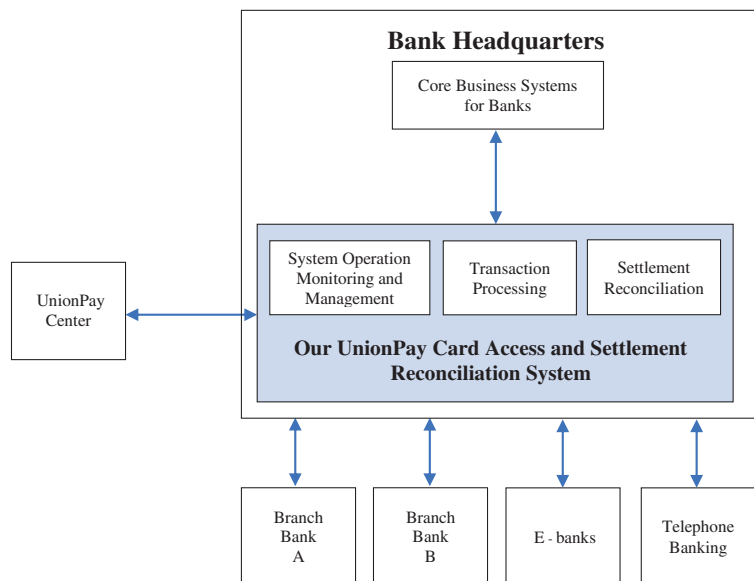 Bank Headquarters
Core Business Systems
for Banks
System Operation
Monitoring and
Management
Transaction
Processing
Settlement
Reconciliation
UnionPay
Center
Our UnionPay Card Access and Settlement
Reconciliation System
Branch
Bank
A
Branch
Bank
B
E - banks
Telephone
Banking